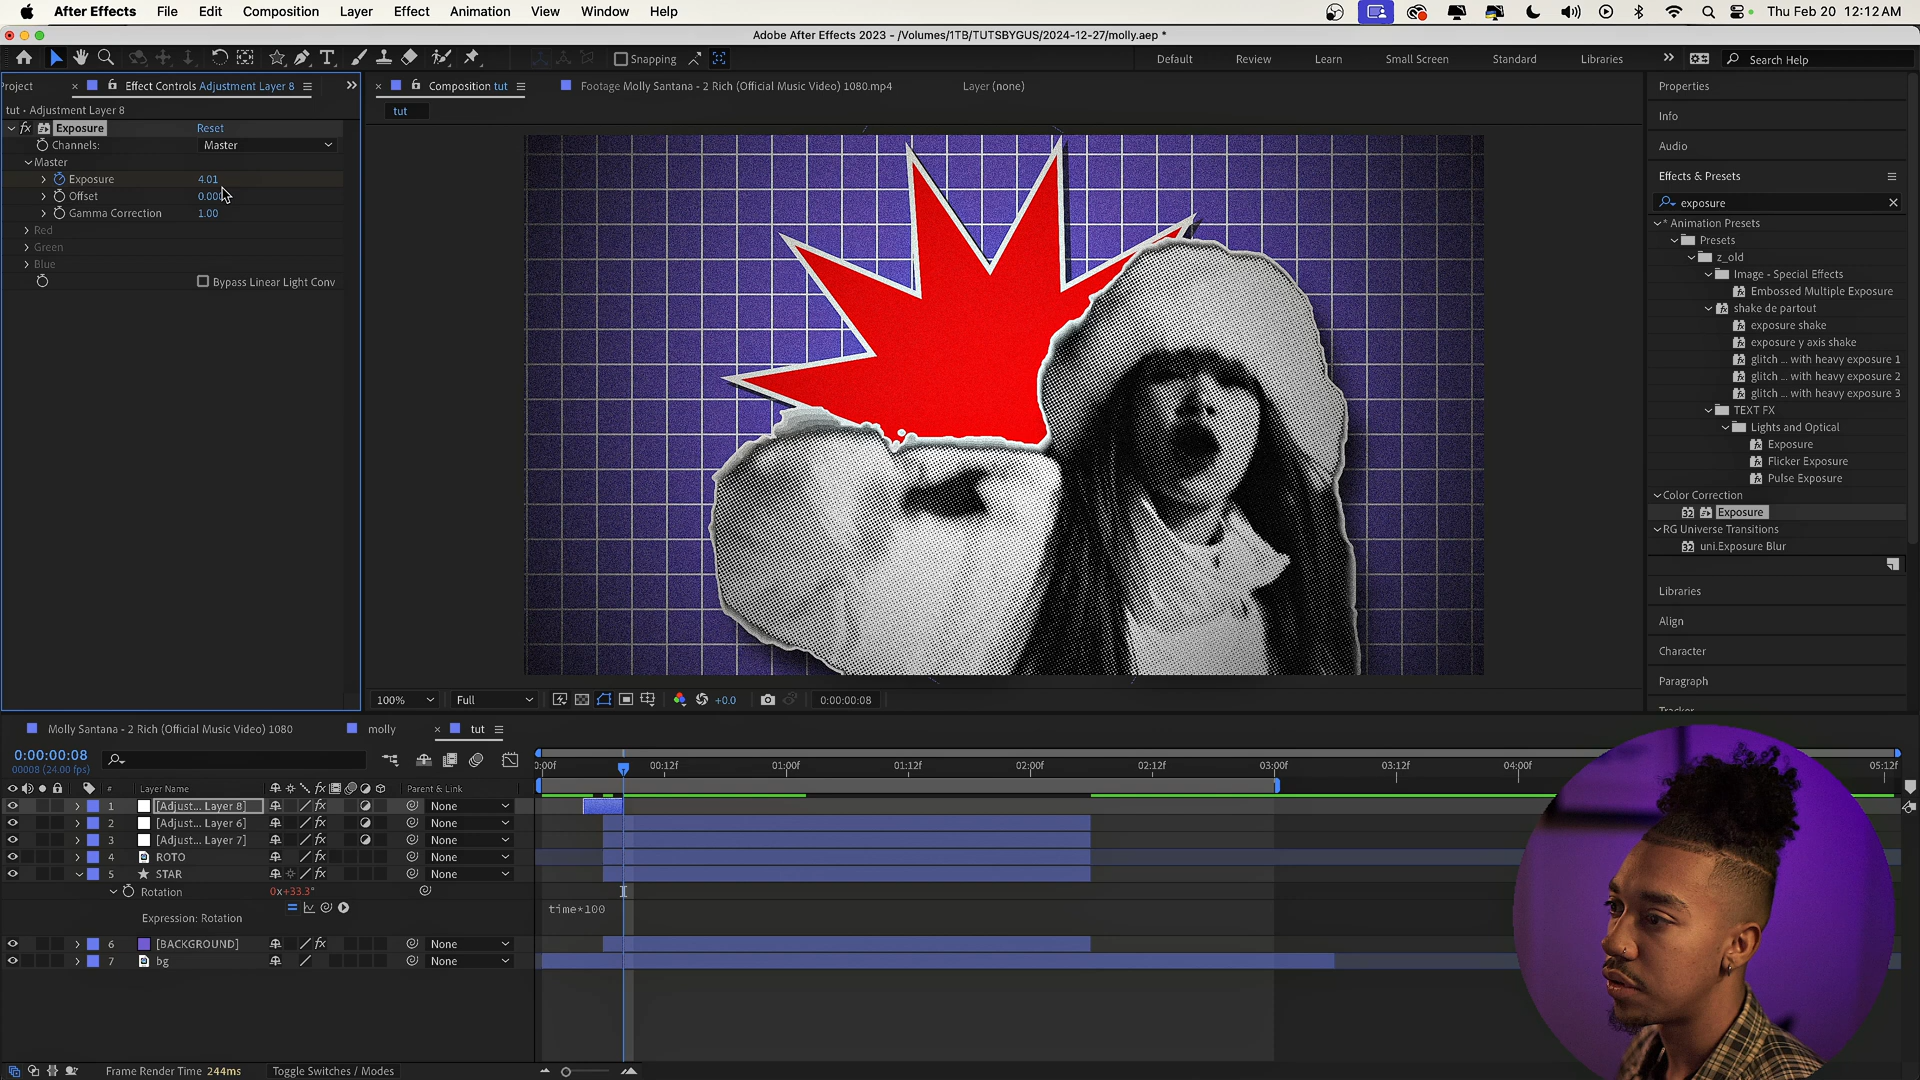 After Effects File Edit Composition Layer Effect Animation View Window Help Thu Feb 20 12:12 AM
Adobe After Effects 2023 - /Volumes/1TB/TUTSBYGUS/2024-12-27/molly.aep *
Snapping Default Review Learn Small Screen Standard Libraries Search Help
Project Effect Controls Adjustment Layer 8
Composition tut Footage Molly Santana - 2 Rich (Official Music Video) 1080.mp4 Layer (none)
tut • Adjustment Layer 8
tut
fx Exposure Reset
Channels: Master
Master
Exposure 4.01
Offset
Gamma Correction 1.00
Red
Green
Blue
Bypass Linear Light Conv
Properties
Info
Audio
Effects & Presets
exposure
* Animation Presets
Presets
z_old
Image - Special Effects
Embossed Multiple Exposure
shake de partout
exposure shake
exposure y axis shake
glitch ... with heavy exposure 1
glitch ... with heavy exposure 2
glitch ... with heavy exposure 3
TEXT FX
Lights and Optical
Exposure
Flicker Exposure
Pulse Exposure
Color Correction
32 Exposure
RG Universe Transitions
32 uni.Exposure Blur
Libraries
Align
Character
Paragraph
100% Full +0.0 0:00:00:08
Molly Santana - 2 Rich (Official Music Video) 1080 molly tut
0:00:00:08
00008 (24.00 fps)
:00f 00:12f 01:00f 01:12f 02:00f 02:12f 03:00f 03:12f 04:00f 05:12f
# Layer Name fx Parent & Link
1 [Adjust... Layer 8] fx None
2 [Adjust... Layer 6] fx None
3 [Adjust... Layer 7] fx None
4 ROTO fx None
5 STAR fx None
Rotation 0x+33.3°
Expression: Rotation
time*100
6 [BACKGROUND] fx None
7 bg None
Frame Render Time 244ms Toggle Switches / Modes